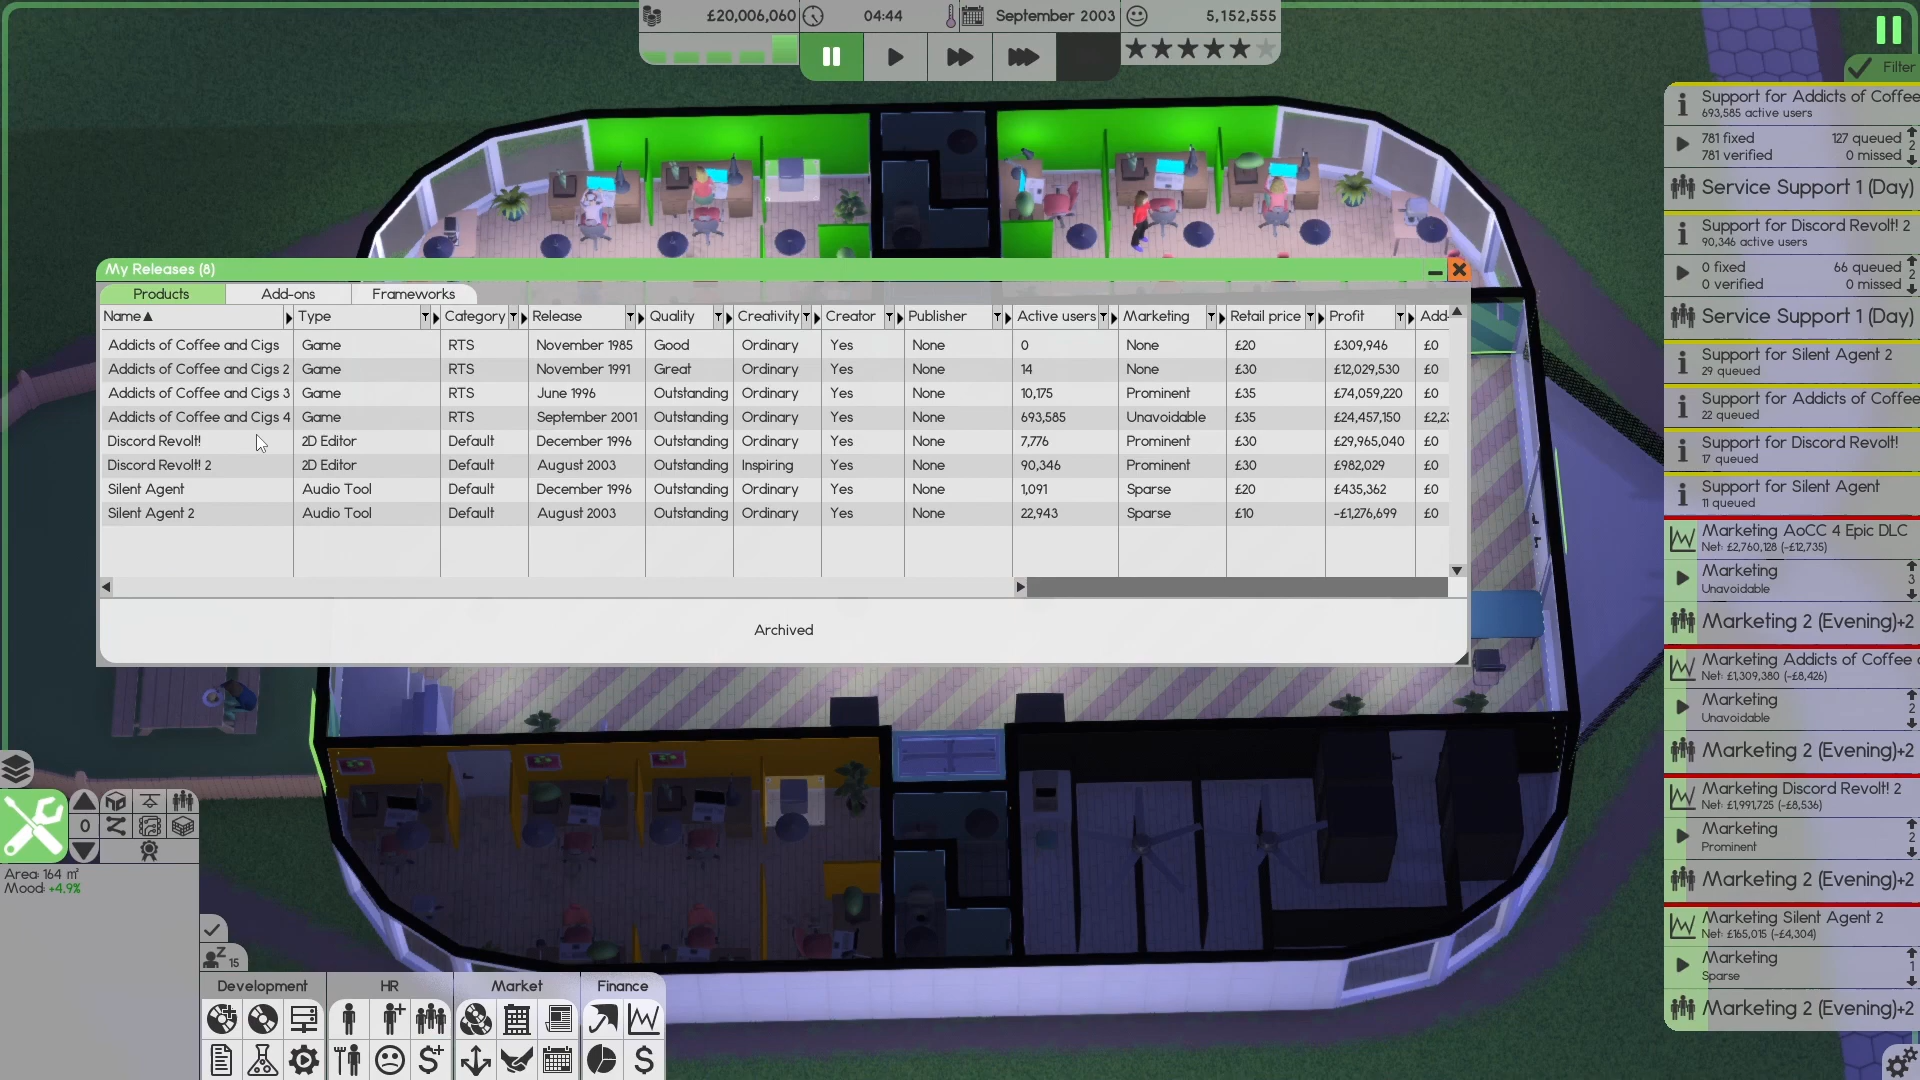 £20,006,060
04:44
September 2003
5,152,555
Filter
My Releases (8)
Products Add-ons Frameworks
Name Type Category Release Quality Creativity Creator Publisher Active users Marketing Retail price Profit Add-
Addicts of Coffee and Cigs Game RTS November 1985 Good Ordinary Yes None 0 None £20 £309,946 £0
Addicts of Coffee and Cigs 2 Game RTS November 1991 Great Ordinary Yes None 14 None £30 £12,029,530 £0
Addicts of Coffee and Cigs 3 Game RTS June 1996 Outstanding Ordinary Yes None 10,175 Prominent £35 £74,059,220 £0
Addicts of Coffee and Cigs 4 Game RTS September 2001 Outstanding Ordinary Yes None 693,585 Unavoidable £35 £24,457,150 £2,23
Discord Revolt! 2D Editor Default December 1996 Outstanding Ordinary Yes None 7,776 Prominent £30 £29,965,040 £0
Discord Revolt! 2 2D Editor Default August 2003 Outstanding Inspiring Yes None 90,346 Prominent £30 £982,029 £0
Silent Agent Audio Tool Default December 1996 Outstanding Ordinary Yes None 1,091 Sparse £20 £435,362 £0
Silent Agent 2 Audio Tool Default August 2003 Outstanding Ordinary Yes None 22,943 Sparse £10 -£1,276,699 £0
Archived
Support for Addicts of Coffee
693,585 active users
781 fixed 127 queued
2
781 verified 0 missed
Service Support 1 (Day)
Support for Discord Revolt! 2
90,346 active users
0 fixed 66 queued
2
0 verified 0 missed
Service Support 1 (Day)
Support for Silent Agent 2
29 queued
Support for Addicts of Coffee
22 queued
Support for Discord Revolt!
17 queued
Support for Silent Agent
11 queued
Marketing AoCC 4 Epic DLC
Net: £2,760,128 (-£12,735)
Marketing
3
Unavoidable
Marketing 2 (Evening)+2
Marketing Addicts of Coffee
Net: £1,309,380 (-£8,426)
Marketing
2
Unavoidable
Marketing 2 (Evening)+2
Marketing Discord Revolt! 2
Net: £1,991,725 (-£8,536)
Marketing
2
Prominent
Marketing 2 (Evening)+2
Marketing Silent Agent 2
Net: £165,015 (-£4,304)
Marketing
1
Sparse
Marketing 2 (Evening)+2
0
Area: 164 m²
Mood: +4.9%
z 15
Development HR Market Finance